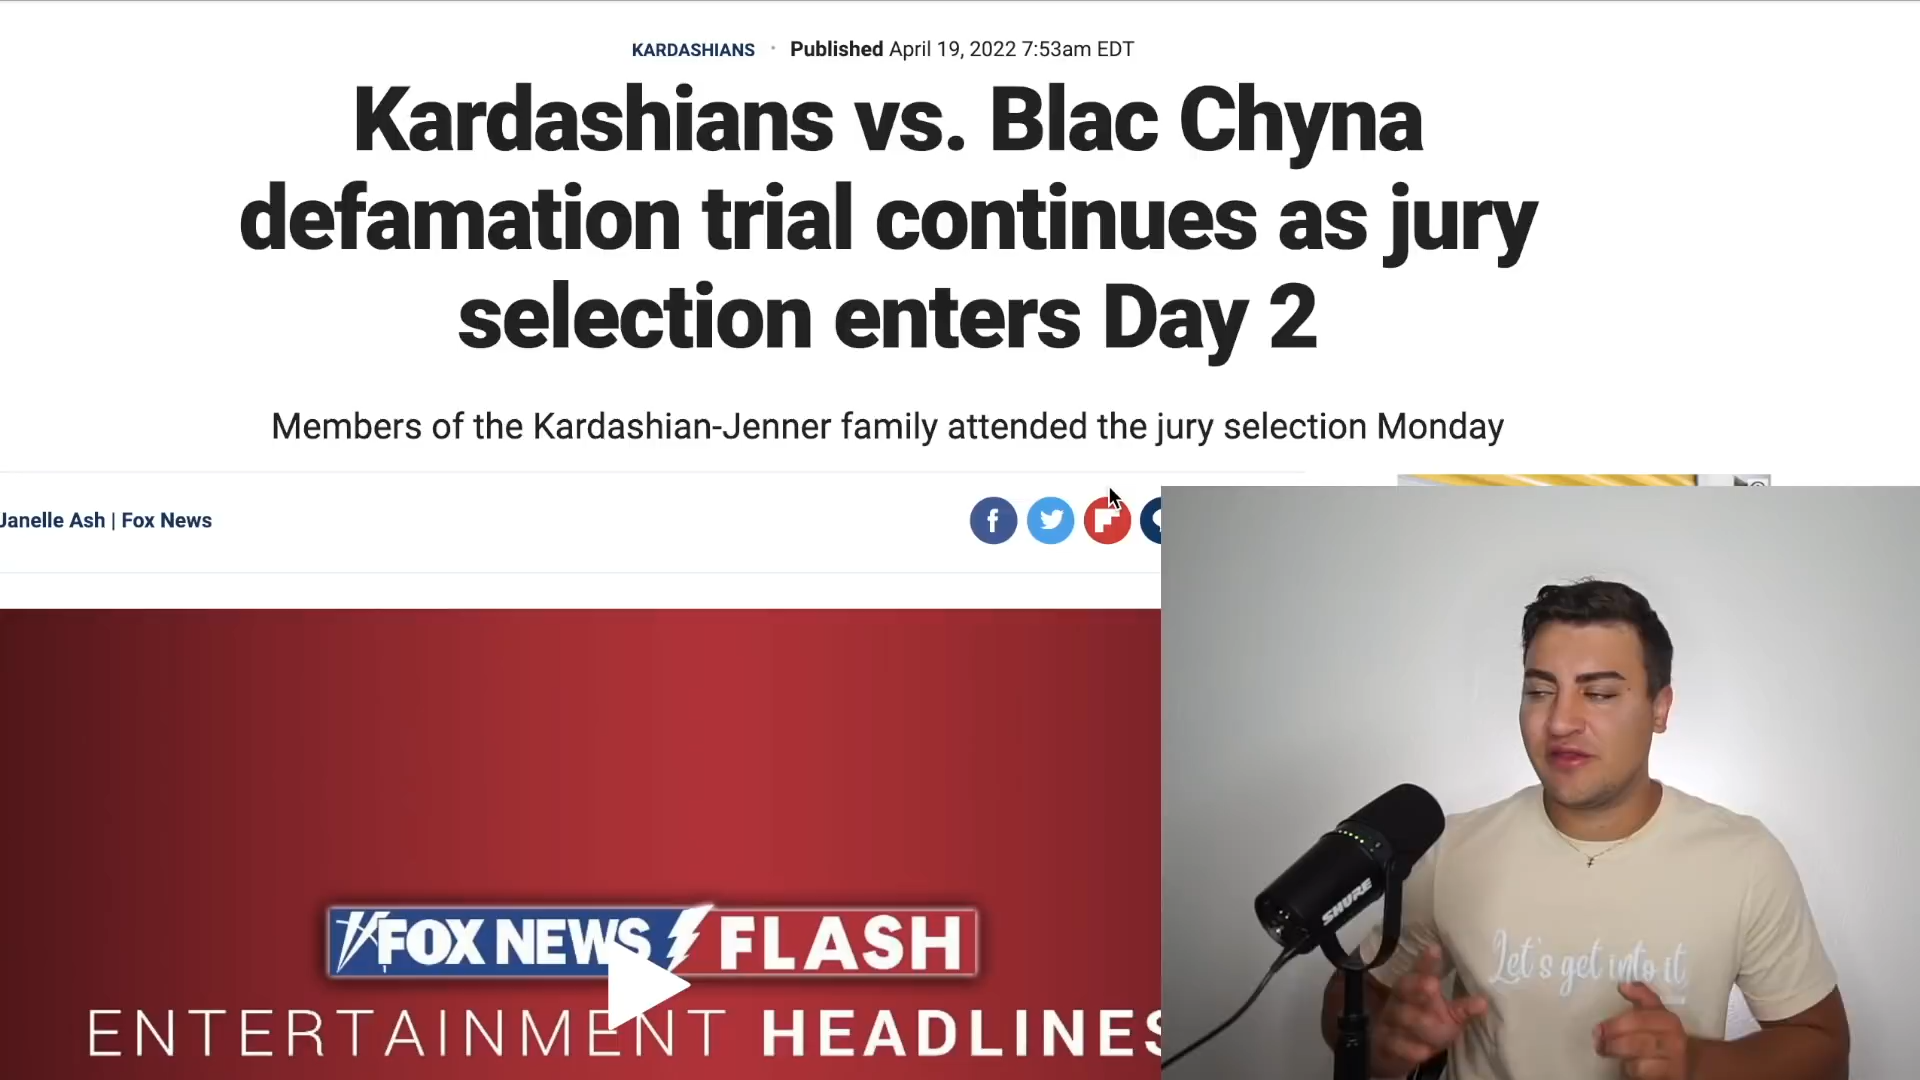 KARDASHIANS · Published April 19, 2022 7:53am EDT
Kardashians vs. Blac Chyna
defamation trial continues as jury
selection enters Day 2
Members of the Kardashian-Jenner family attended the jury selection Monday
Janelle Ash | Fox News
FOX NEWS FLASH
ENTERTAINMENT HEADLINES
SHURE
Let's get into it